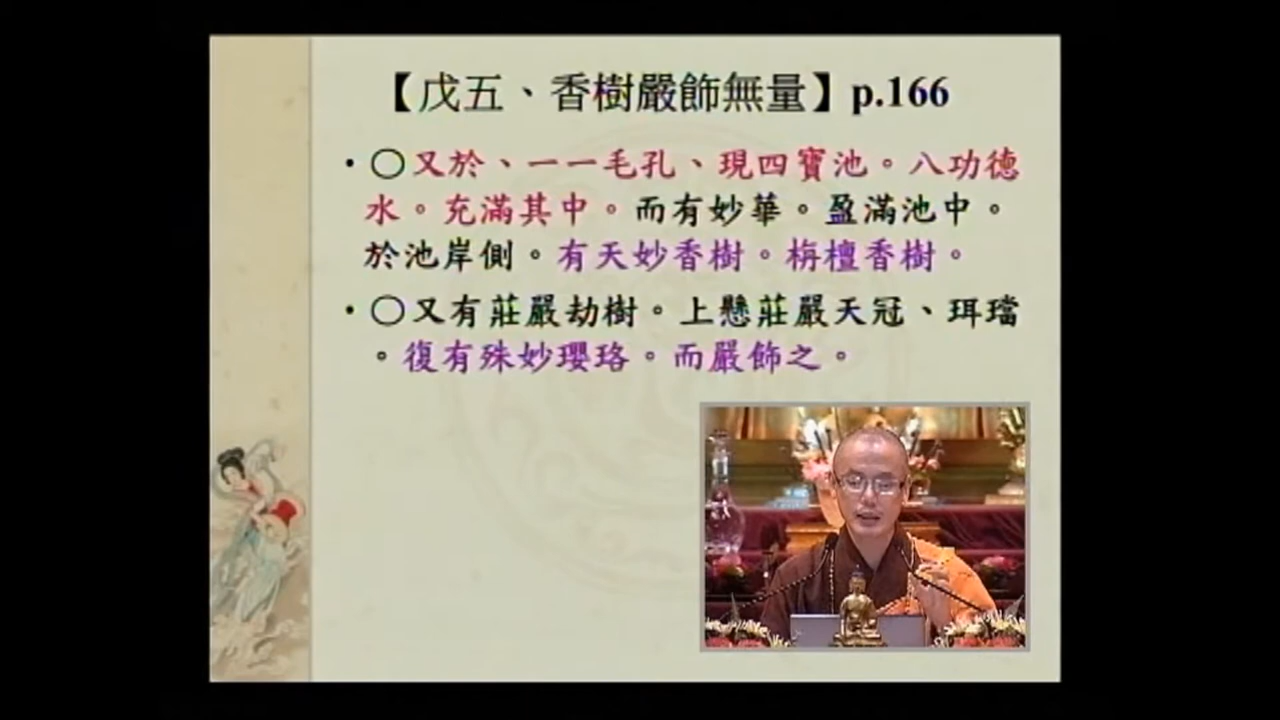 【戊五、香樹嚴飾無量】p.166
• ○又於、一一毛孔、現四寶池。八功德
水。充滿其中。而有妙華。盈滿池中。
於池岸側。有天妙香樹。栴檀香樹。
• ○又有莊嚴劫樹。上懸莊嚴天冠、珥璫
。復有殊妙瓔珞。而嚴飾之。